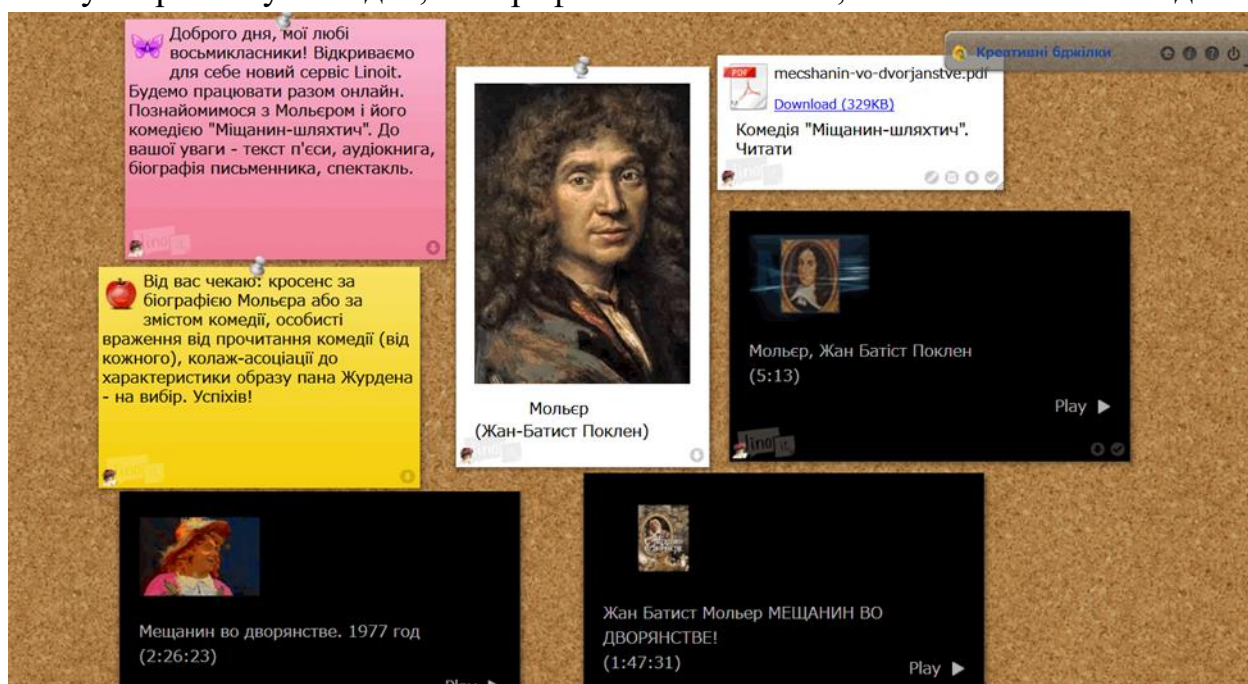 Доброго дня, мої любі
восьмикласники! Відкриваємо
для себе новий сервіс Linoit.
Будемо працювати разом онлайн.
Познайомимося з Мольєром і його
комедією "Міщанин-шляхтич". До
вашої уваги - текст п'єси, аудіокнига,
біографія письменника, спектакль.
Від вас чекаю: кросенс за
біографією Мольєра або за
змістом комедії, особисті
враження від прочитання комедії (від
кожного), колаж-асоціації до
характеристики образу пана Журдена
- на вибір. Успіхів!
Мольєр
(Жан-Батист Поклен)
Креативні бджілки
PDF
mecshanin-vo-dvorjanstve.pdf
Download (329KB)
Комедія "Міщанин-шляхтич".
Читати
Мольєр, Жан Батіст Поклен
(5:13)
Play
Мещанин во дворянстве. 1977 год
(2:26:23)
Play
Жан Батист Мольер МЕЩАНИН ВО
ДВОРЯНСТВЕ!
(1:47:31)
Play